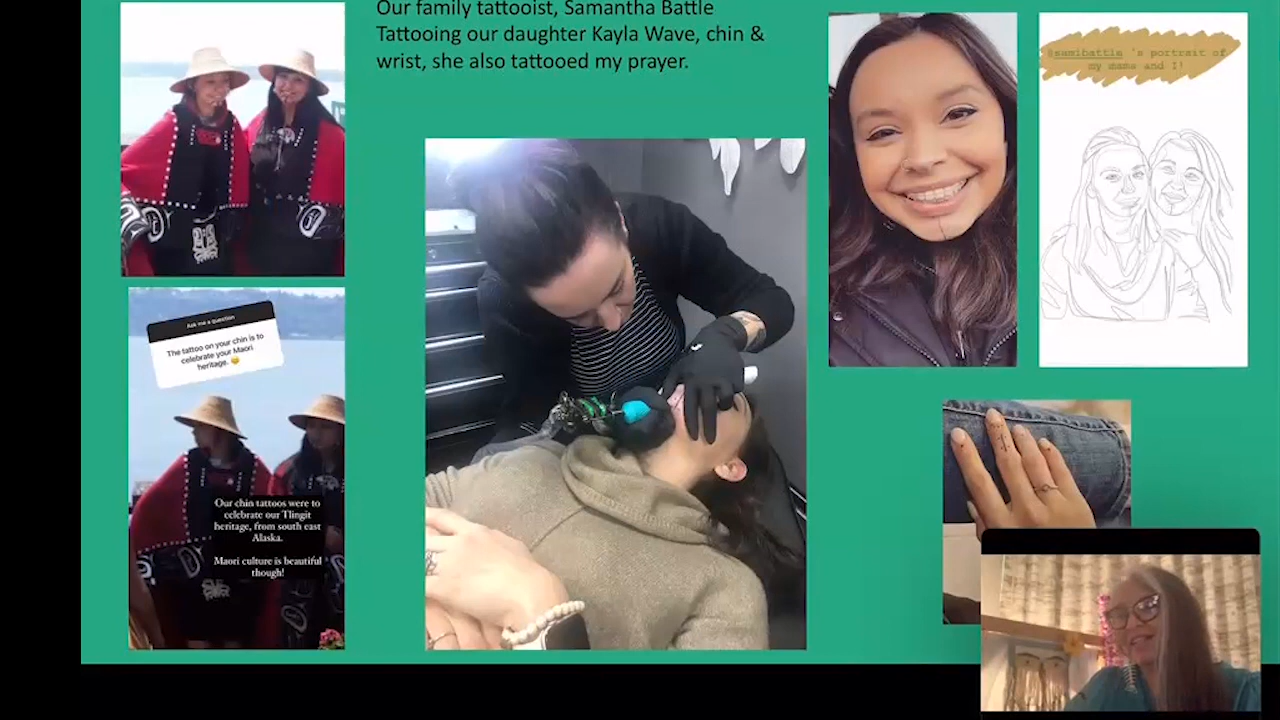 Our family tattooist, Samantha Battle
Tattooing our daughter Kayla Wave, chin &
wrist, she also tattooed my prayer.
@samibattle 's portrait of
my mama and I!
Ask me a question
The tattoo on your chin is to
celebrate your Maori
heritage. 😄
Our chin tattoos were to
celebrate our Tlingit
heritage, from south east
Alaska.
Maori culture is beautiful
though!